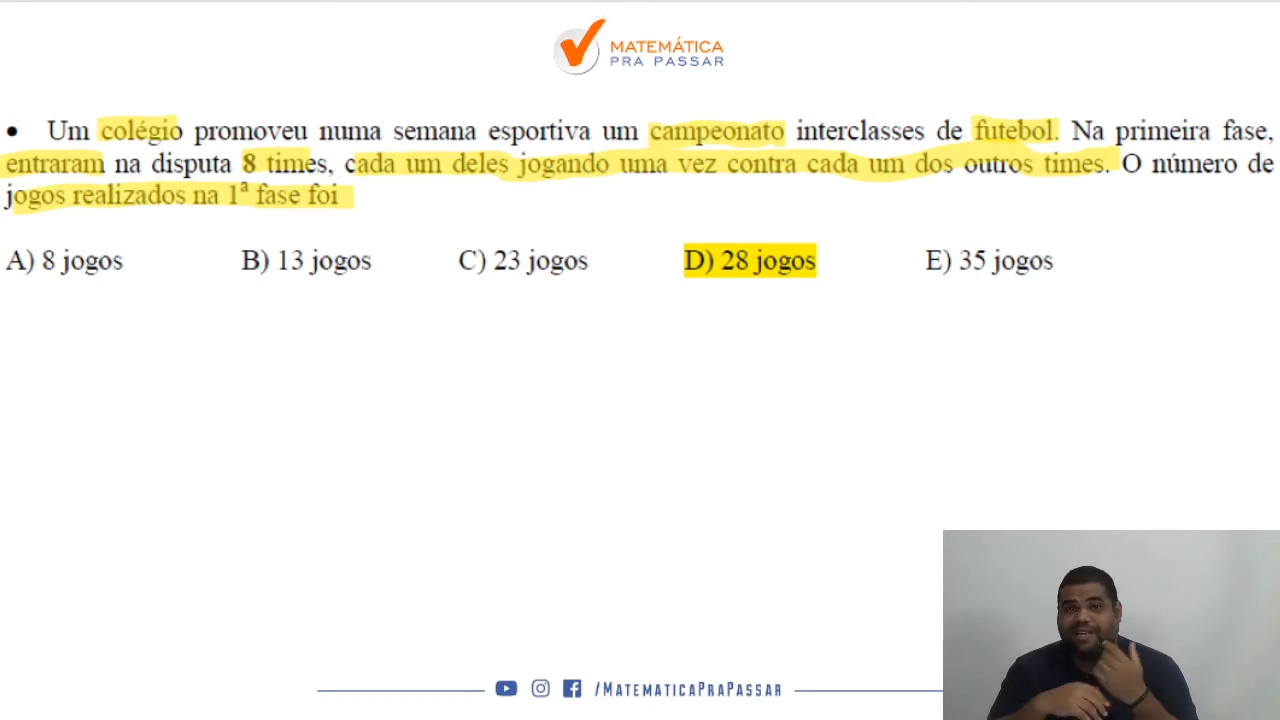 MATEMÁTICA
PRA PASSAR
• Um colégio promoveu numa semana esportiva um campeonato interclasses de futebol. Na primeira fase,
entraram na disputa 8 times, cada um deles jogando uma vez contra cada um dos outros times. O número de
jogos realizados na 1ª fase foi
A) 8 jogos B) 13 jogos C) 23 jogos D) 28 jogos E) 35 jogos
/MATEMATICAPRAPASSAR